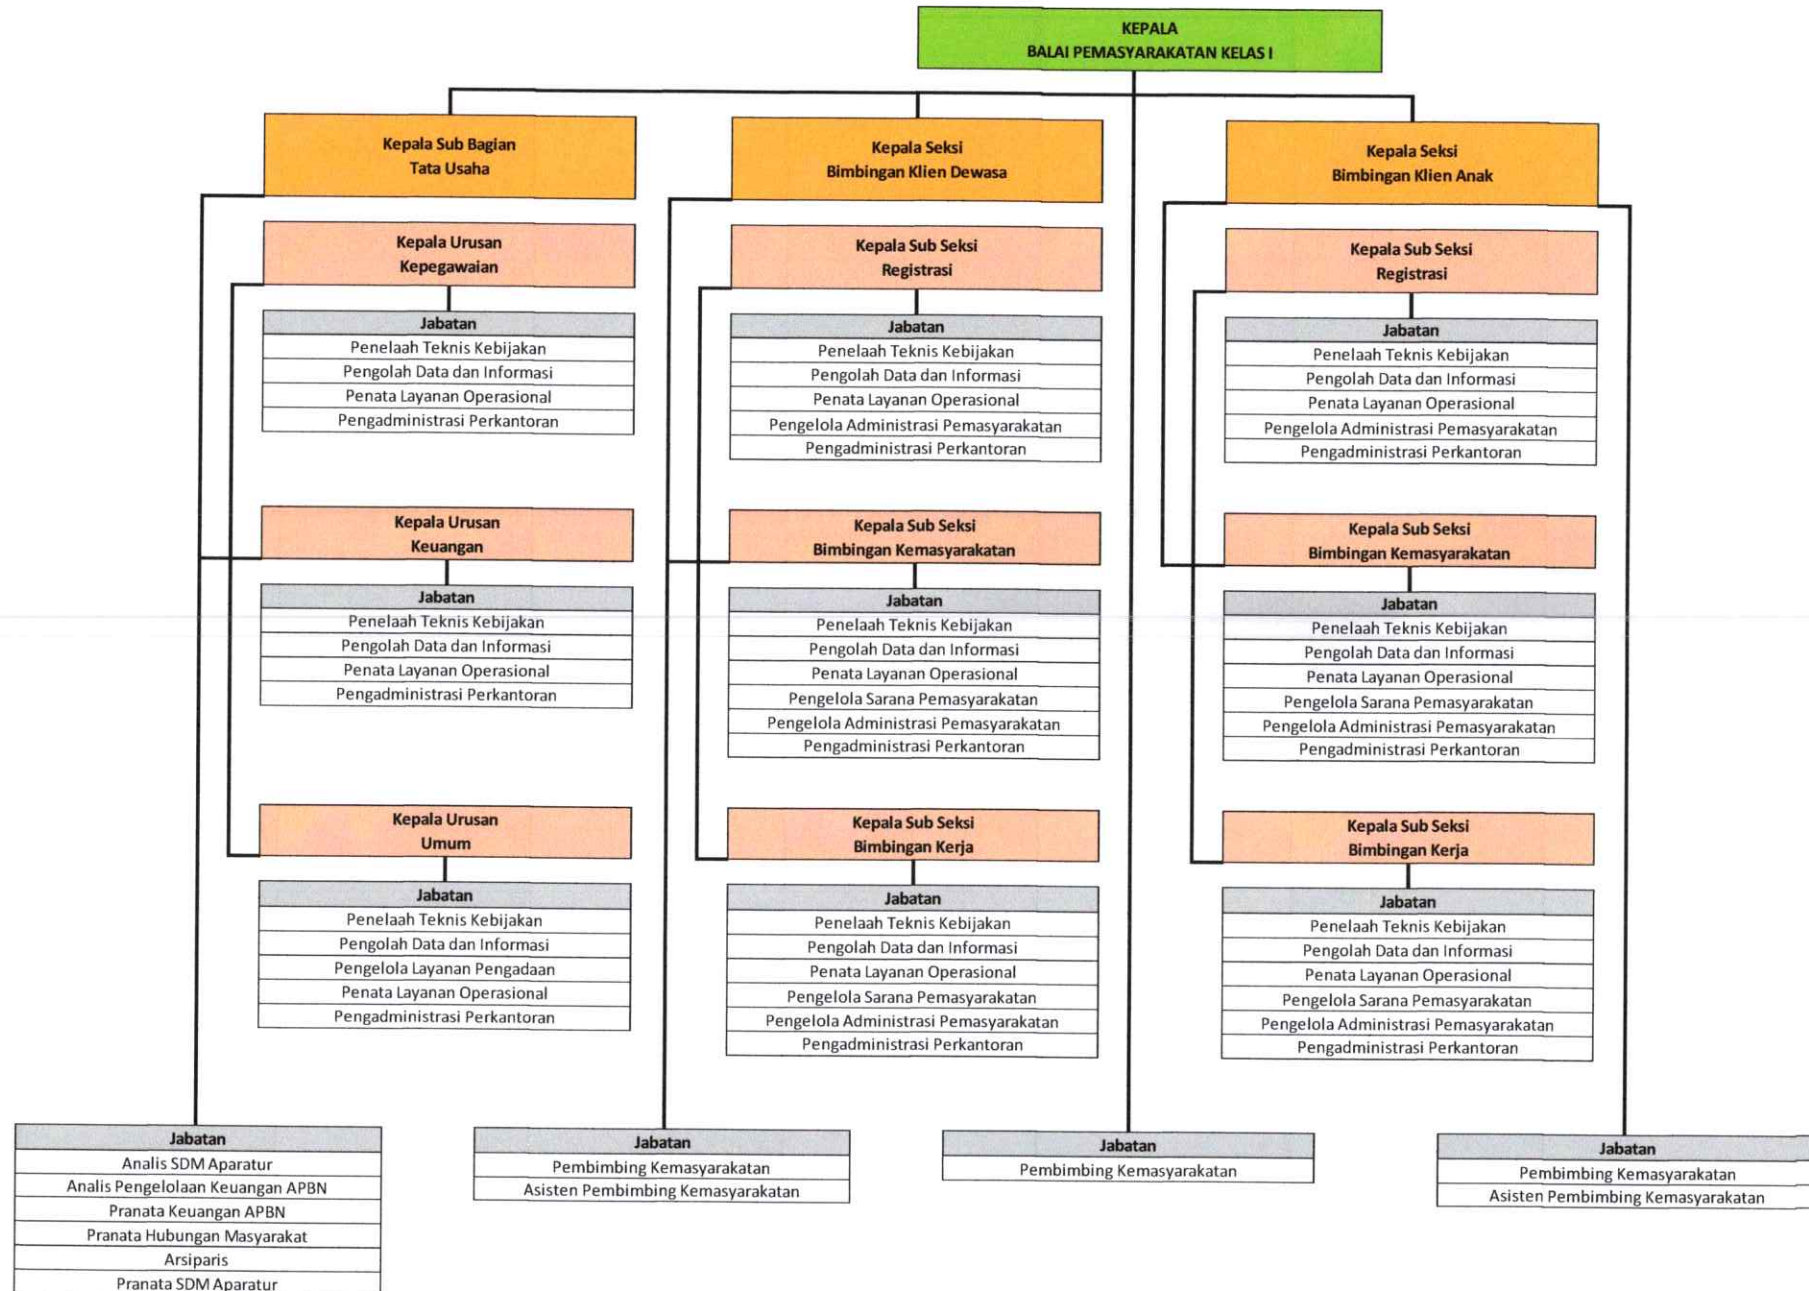 KEPALA
BALAI PEMASYARAKATAN KELAS I
Kepala Sub Bagian
Tata Usaha
Kepala Urusan
Kepegawaian
Jabatan
Penelaah Teknis Kebijakan
Pengolah Data dan Informasi
Penata Layanan Operasional
Pengadministrasi Perkantoran
Kepala Urusan
Keuangan
Jabatan
Penelaah Teknis Kebijakan
Pengolah Data dan Informasi
Penata Layanan Operasional
Pengadministrasi Perkantoran
Kepala Urusan
Umum
Jabatan
Penelaah Teknis Kebijakan
Pengolah Data dan Informasi
Pengelola Layanan Pengadaan
Penata Layanan Operasional
Pengadministrasi Perkantoran
Jabatan
Analis SDM Aparatur
Analis Pengelolaan Keuangan APBN
Pranata Keuangan APBN
Pranata Hubungan Masyarakat
Arsiparis
Pranata SDM Aparatur
Kepala Seksi
Bimbingan Klien Dewasa
Kepala Sub Seksi
Registrasi
Jabatan
Penelaah Teknis Kebijakan
Pengolah Data dan Informasi
Penata Layanan Operasional
Pengelola Administrasi Pemasyarakatan
Pengadministrasi Perkantoran
Kepala Sub Seksi
Bimbingan Kemasyarakatan
Jabatan
Penelaah Teknis Kebijakan
Pengolah Data dan Informasi
Penata Layanan Operasional
Pengelola Sarana Pemasyarakatan
Pengelola Administrasi Pemasyarakatan
Pengadministrasi Perkantoran
Kepala Sub Seksi
Bimbingan Kerja
Jabatan
Penelaah Teknis Kebijakan
Pengolah Data dan Informasi
Penata Layanan Operasional
Pengelola Sarana Pemasyarakatan
Pengelola Administrasi Pemasyarakatan
Pengadministrasi Perkantoran
Jabatan
Pembimbing Kemasyarakatan
Asisten Pembimbing Kemasyarakatan
Jabatan
Pembimbing Kemasyarakatan
Kepala Seksi
Bimbingan Klien Anak
Kepala Sub Seksi
Registrasi
Jabatan
Penelaah Teknis Kebijakan
Pengolah Data dan Informasi
Penata Layanan Operasional
Pengelola Administrasi Pemasyarakatan
Pengadministrasi Perkantoran
Kepala Sub Seksi
Bimbingan Kemasyarakatan
Jabatan
Penelaah Teknis Kebijakan
Pengolah Data dan Informasi
Penata Layanan Operasional
Pengelola Sarana Pemasyarakatan
Pengelola Administrasi Pemasyarakatan
Pengadministrasi Perkantoran
Kepala Sub Seksi
Bimbingan Kerja
Jabatan
Penelaah Teknis Kebijakan
Pengolah Data dan Informasi
Penata Layanan Operasional
Pengelola Sarana Pemasyarakatan
Pengelola Administrasi Pemasyarakatan
Pengadministrasi Perkantoran
Jabatan
Pembimbing Kemasyarakatan
Asisten Pembimbing Kemasyarakatan